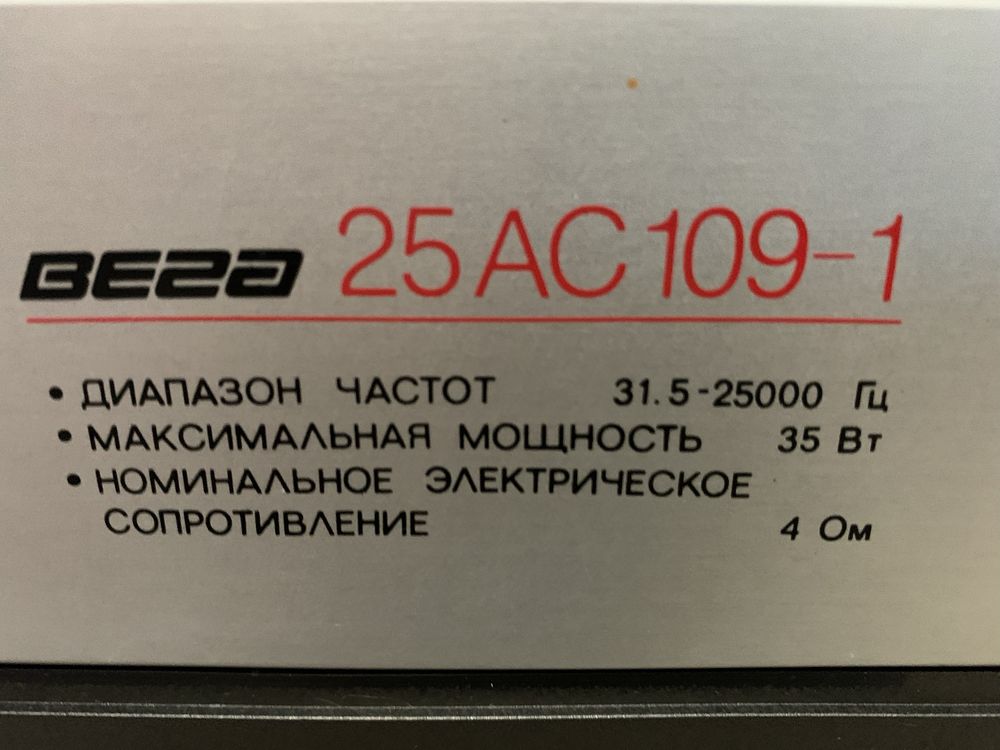 Вега 25АС109-1
• ДИАПАЗОН ЧАСТОТ 31.5-25000 Гц
• МАКСИМАЛЬНАЯ МОЩНОСТЬ 35 Вт
• НОМИНАЛЬНОЕ ЭЛЕКТРИЧЕСКОЕ
СОПРОТИВЛЕНИЕ 4 Ом